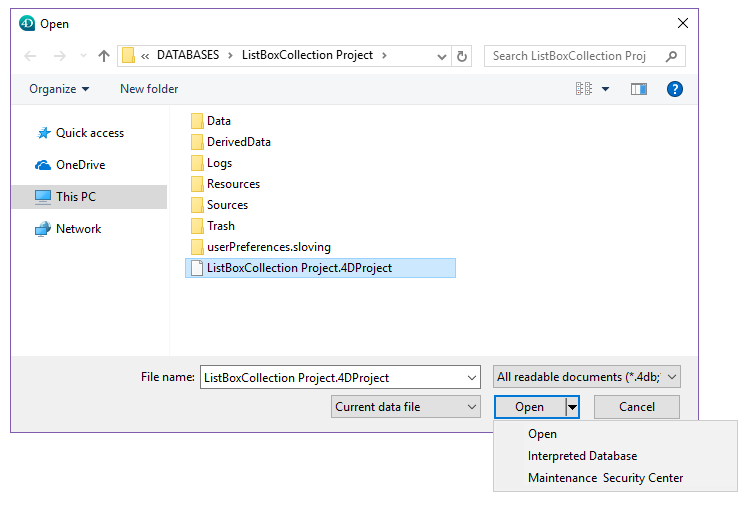 4D Open
« DATABASES > ListBoxCollection Project > Search ListBoxCollection Proj
Organize New folder ?
Quick access
OneDrive
This PC
Network
Data
DerivedData
Logs
Resources
Sources
Trash
userPreferences.sloving
ListBoxCollection Project.4DProject
File name: ListBoxCollection Project.4DProject All readable documents (*.4db;
Current data file Open Cancel
Open
Interpreted Database
Maintenance Security Center